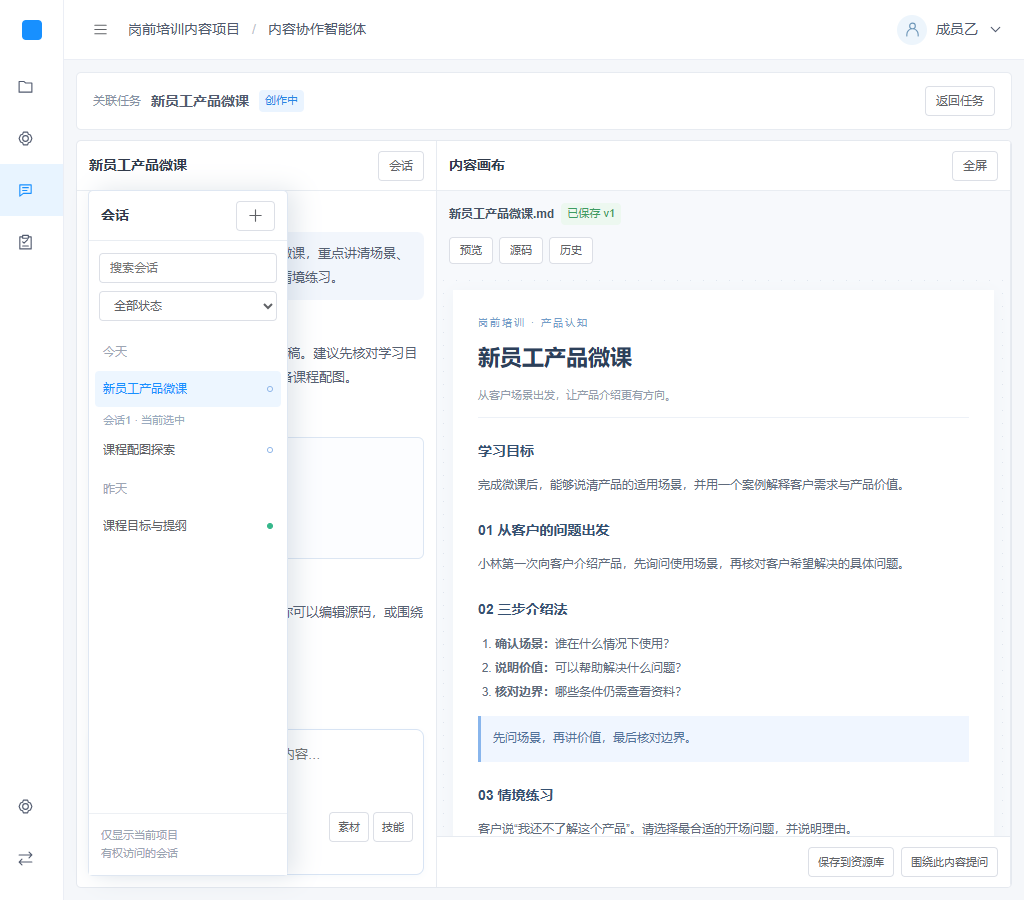 岗前培训内容项目 / 内容协作智能体
成员乙
关联任务 新员工产品微课 创作中
返回任务
新员工产品微课
会话
会话
搜索会话
全部状态
今天
新员工产品微课
会话1 · 当前选中
课程配图探索
昨天
课程目标与提纲
仅显示当前项目
有权访问的会话
课，重点讲清场景、
境练习。
稿。建议先核对学习目
课程配图。
你可以编辑源码，或围绕
内容…
素材 技能
内容画布
全屏
新员工产品微课.md 已保存 v1
预览 源码 历史
岗前培训 · 产品认知
新员工产品微课
从客户场景出发，让产品介绍更有方向。
学习目标
完成微课后，能够说清产品的适用场景，并用一个案例解释客户需求与产品价值。
01 从客户的问题出发
小林第一次向客户介绍产品，先询问使用场景，再核对客户希望解决的具体问题。
02 三步介绍法
1. 确认场景：谁在什么情况下使用？
2. 说明价值：可以帮助解决什么问题？
3. 核对边界：哪些条件仍需查看资料？
先问场景，再讲价值，最后核对边界。
03 情境练习
客户说“我还不了解这个产品”。请选择最合适的开场问题，并说明理由。
保存到资源库 围绕此内容提问